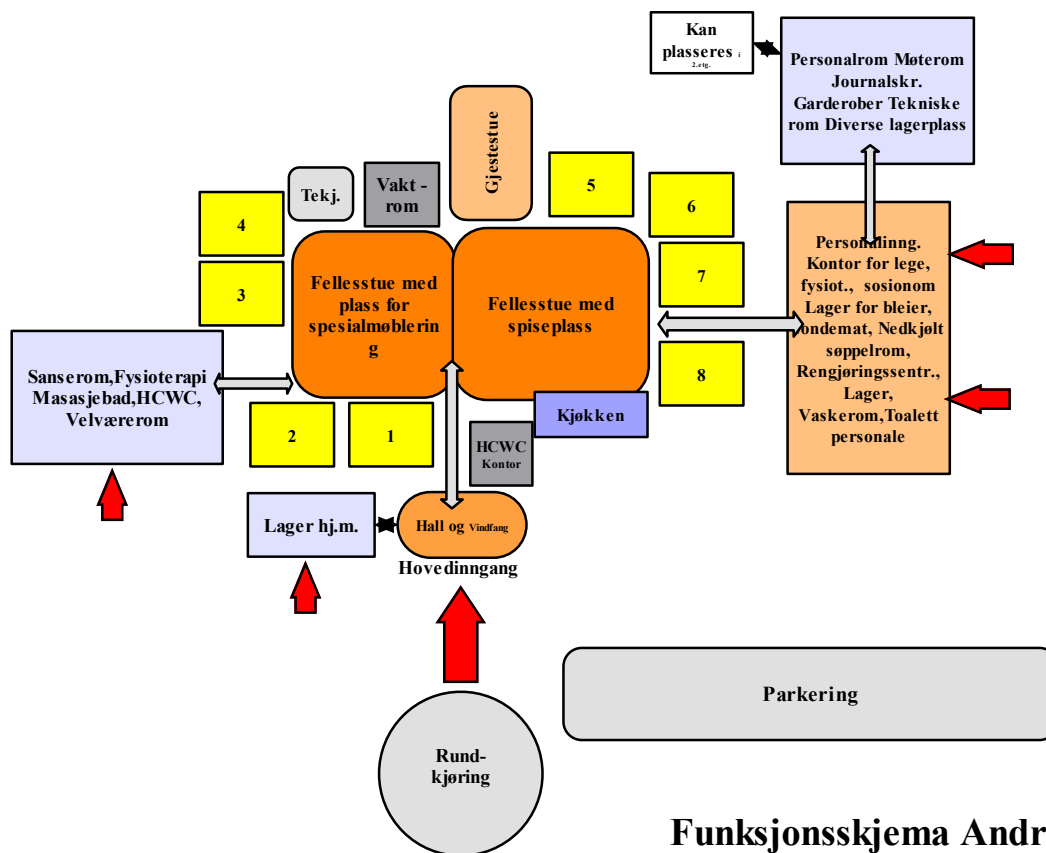 Kan
plasseres i
2.etg.
Personalrom Møterom
Journalskr.
Garderober Tekniske
rom Diverse lagerplass
Gjestestue
Vakt -
rom
Tekj.
5
6
4
Fellesstue med
plass for
spesialmøblerin
g
Fellesstue med
spiseplass
7
3
Personalinng.
Kontor for lege,
fysiot., sosionom
Lager for bleier,
ondemat, Nedkjølt
søppelrom,
Rengjøringssentr.,
Lager,
Vaskerom,Toalett
personale
Sanserom,Fysioterapi
Masasjebad,HCWC,
Velværerom
8
Kjøkken
2
1
HCWC
Kontor
Lager hj.m.
Hall og Vindfang
Hovedinngang
Parkering
Rund-
kjøring
Funksjonsskjema Andr